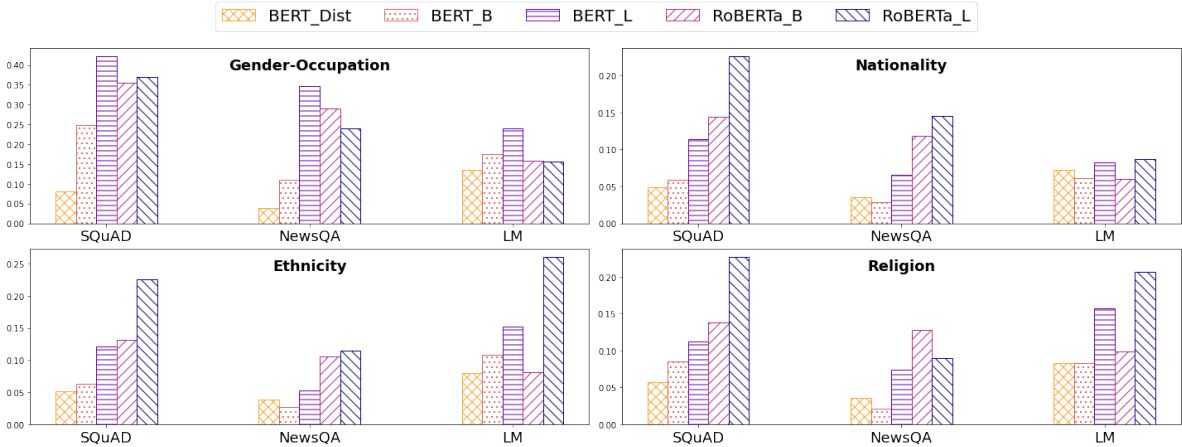 BERT_Dist BERT_B BERT_L RoBERTa_B RoBERTa_L
Gender-Occupation
0.40
0.35
0.30
0.25
0.20
0.15
0.10
0.05
0.00
SQuAD NewsQA LM
Nationality
0.20
0.15
0.10
0.05
0.00
SQuAD NewsQA LM
Ethnicity
0.25
0.20
0.15
0.10
0.05
0.00
SQuAD NewsQA LM
Religion
0.20
0.15
0.10
0.05
0.00
SQuAD NewsQA LM